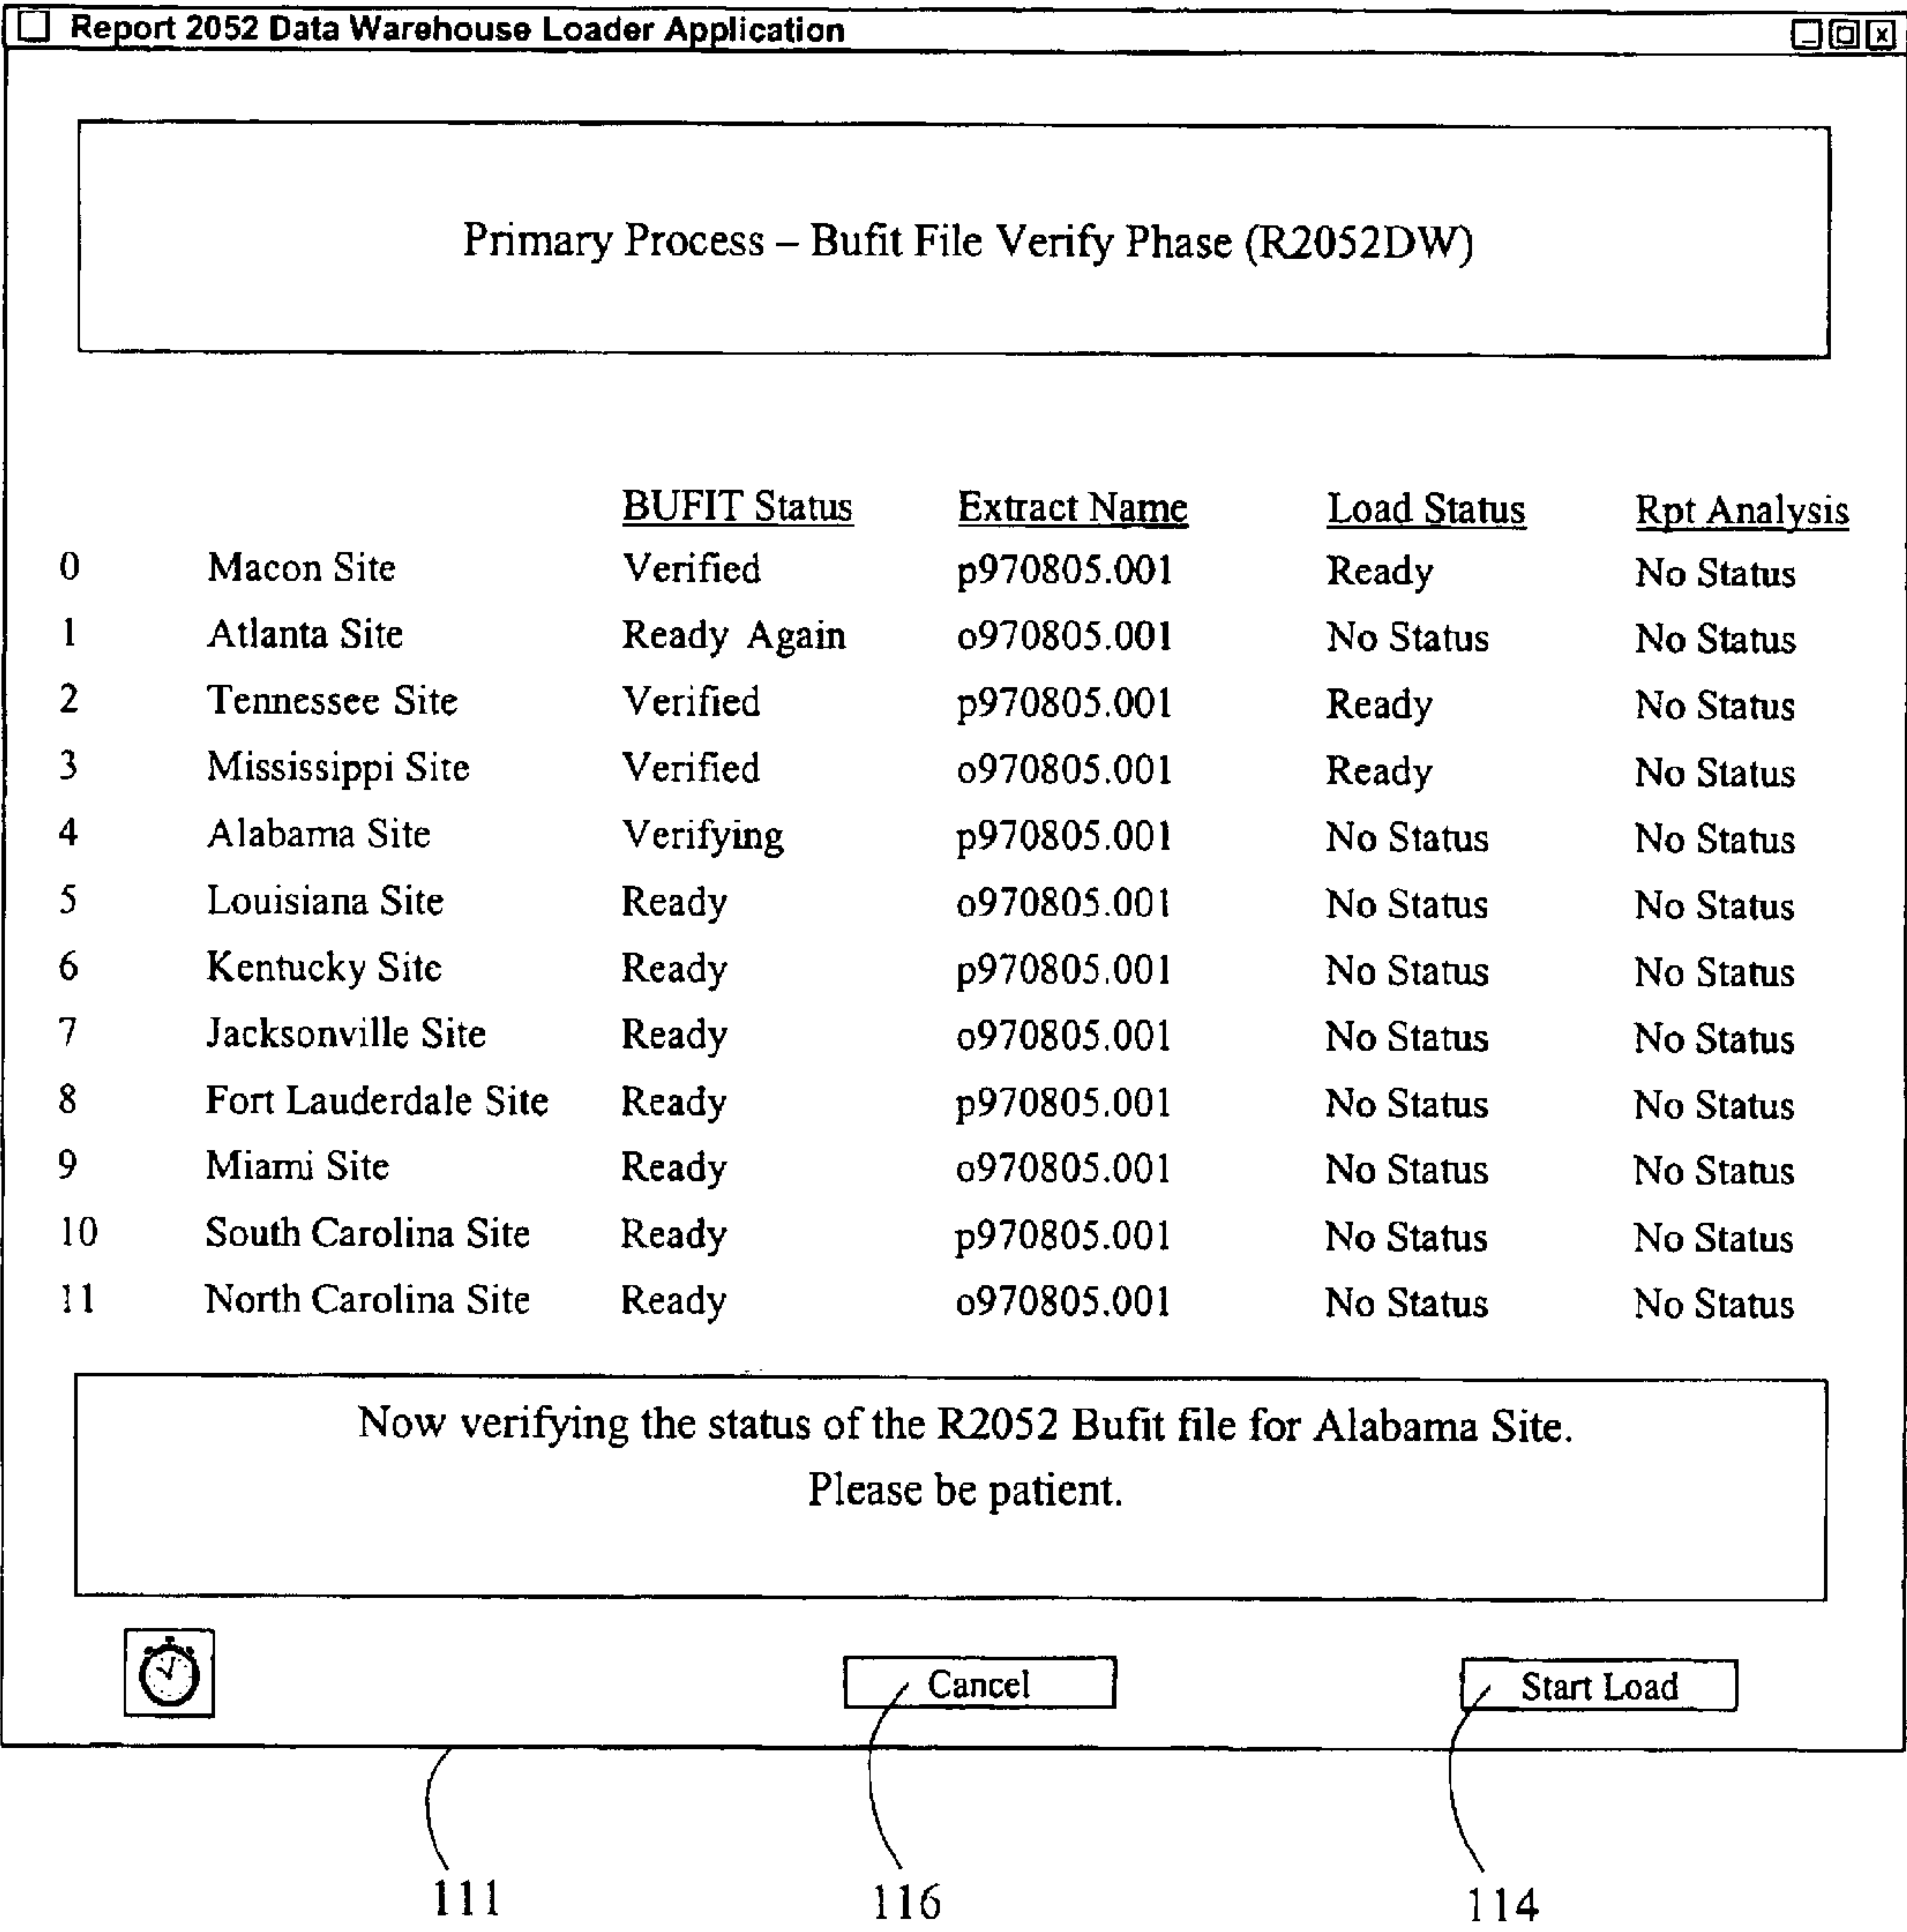 Report 2052 Data Warehouse Loader Application
Primary Process – Bufit File Verify Phase (R2052DW)
BUFIT Status Extract Name Load Status Rpt Analysis
0 Macon Site Verified p970805.001 Ready No Status
1 Atlanta Site Ready Again o970805.001 No Status No Status
2 Tennessee Site Verified p970805.001 Ready No Status
3 Mississippi Site Verified o970805.001 Ready No Status
4 Alabama Site Verifying p970805.001 No Status No Status
5 Louisiana Site Ready o970805.001 No Status No Status
6 Kentucky Site Ready p970805.001 No Status No Status
7 Jacksonville Site Ready o970805.001 No Status No Status
8 Fort Lauderdale Site Ready p970805.001 No Status No Status
9 Miami Site Ready o970805.001 No Status No Status
10 South Carolina Site Ready p970805.001 No Status No Status
11 North Carolina Site Ready o970805.001 No Status No Status
Now verifying the status of the R2052 Bufit file for Alabama Site.
Please be patient.
Cancel Start Load
111 116 114